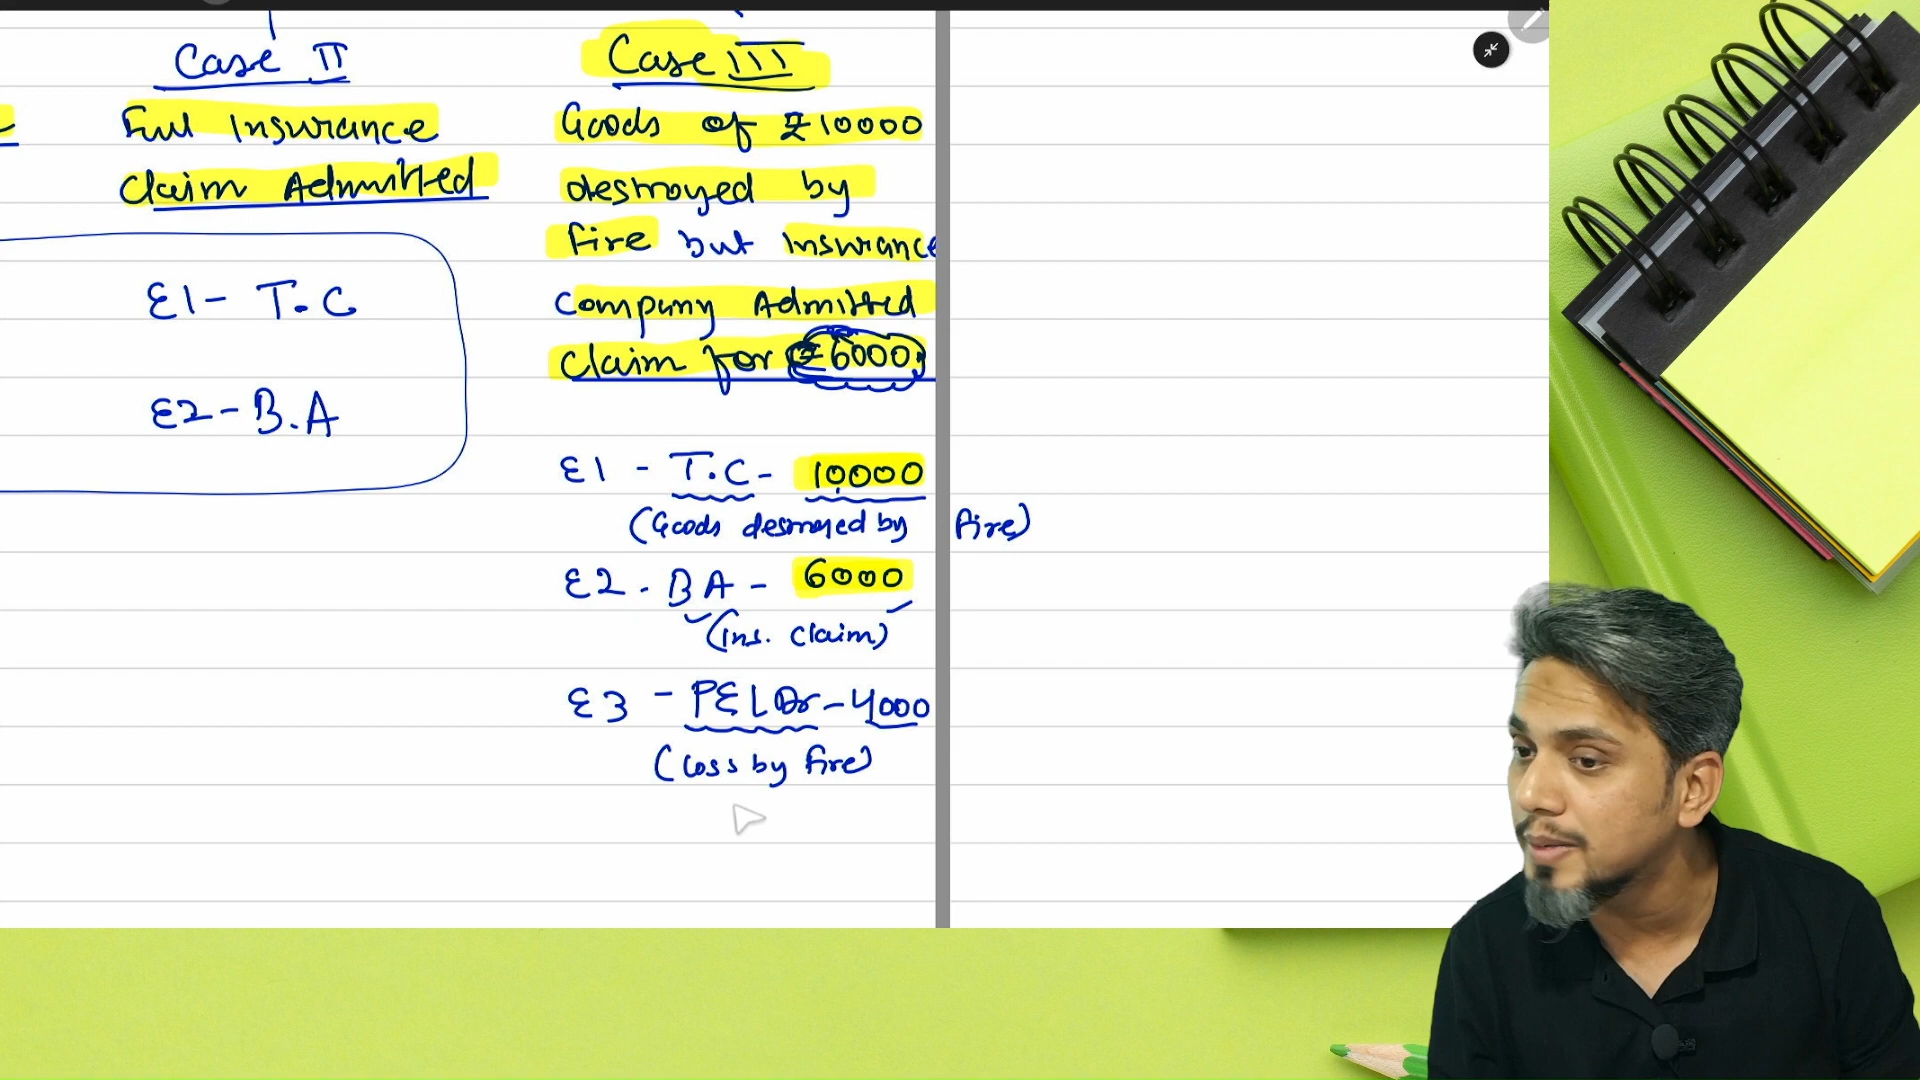 Case II
Full Insurance
Claim Admitted
E1 - T.C
E2 - B.A
Case III
Goods of ₹10000
destroyed by
fire but Insurance
Company Admitted
Claim for ₹6000
E1 - T.C - 10000
(Goods destroyed by fire)
E2 - BA - 6000
(Ins. Claim)
E3 - P&L Dr - 4000
(Loss by fire)